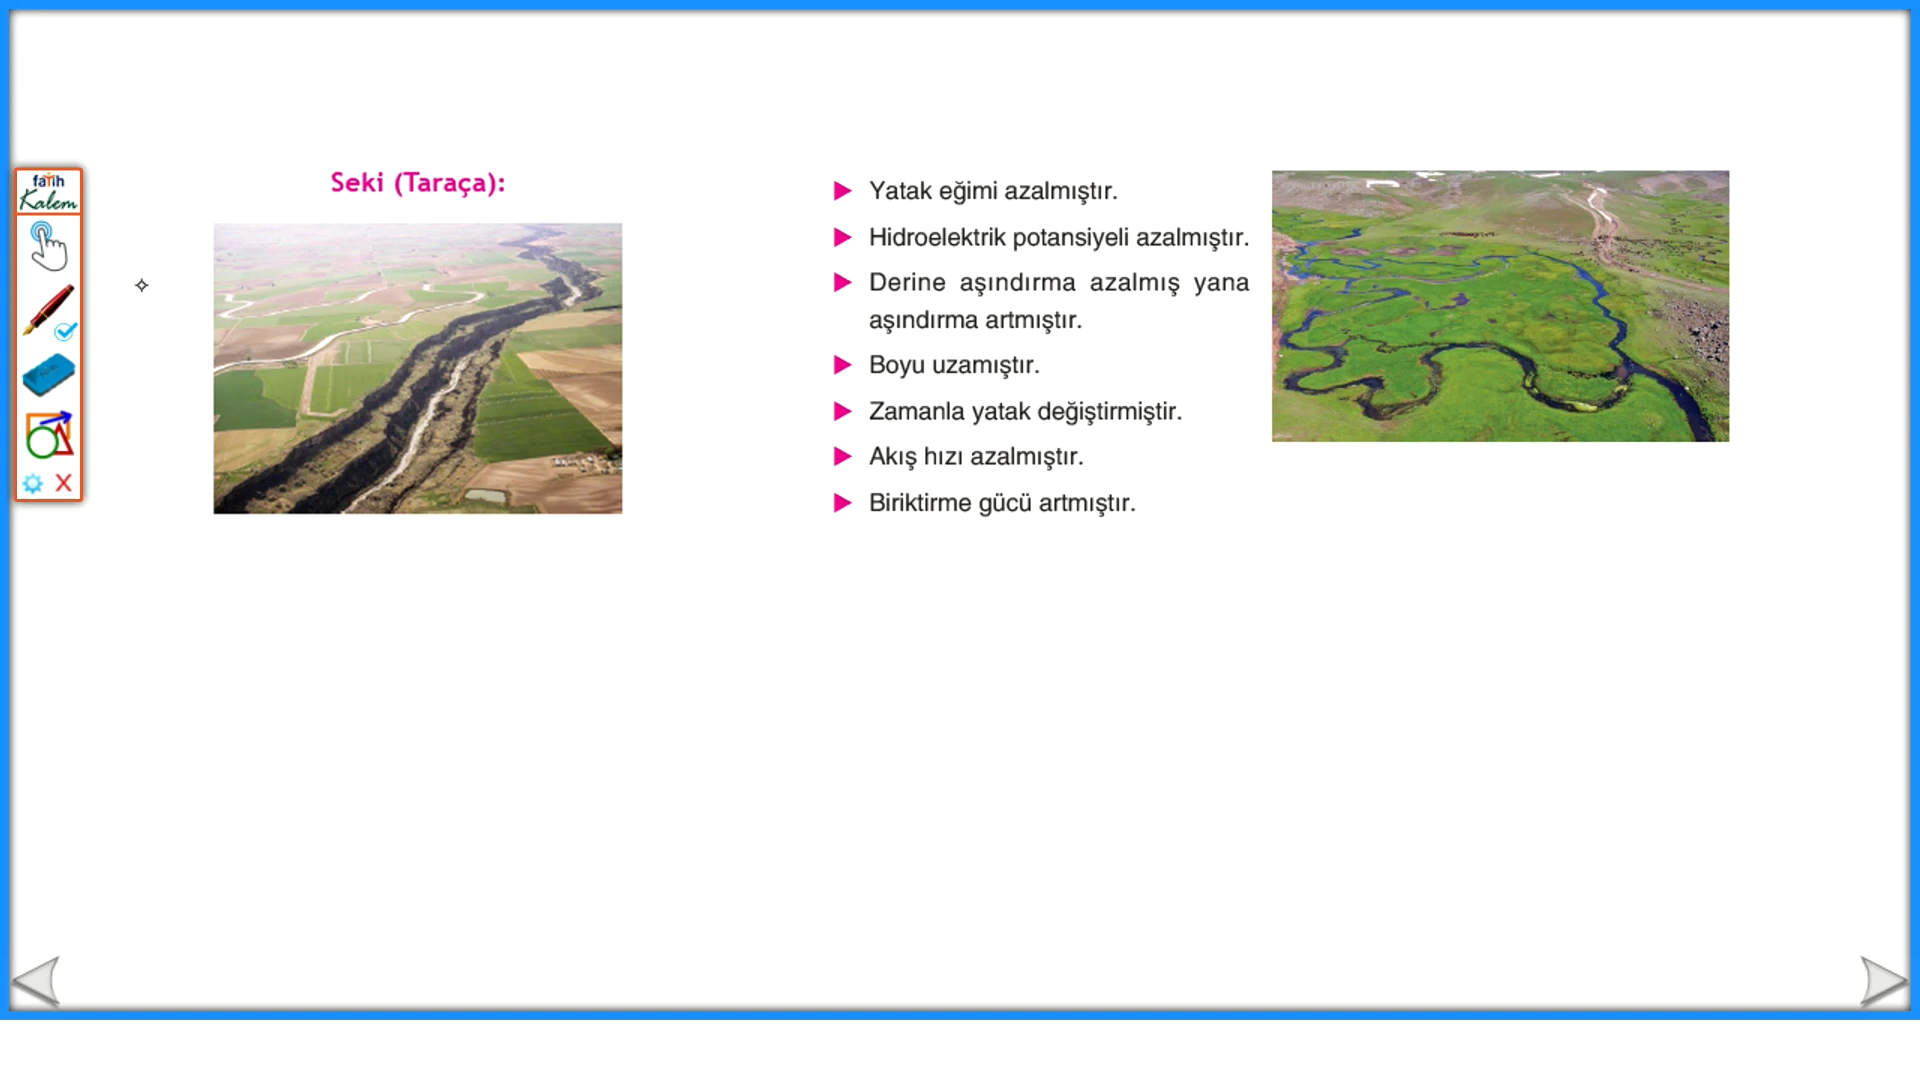 fatih
Kalem
Seki (Taraça):
Yatak eğimi azalmıştır.
Hidroelektrik potansiyeli azalmıştır.
Derine aşındırma azalmış yana
aşındırma artmıştır.
Boyu uzamıştır.
Zamanla yatak değiştirmiştir.
Akış hızı azalmıştır.
Biriktirme gücü artmıştır.